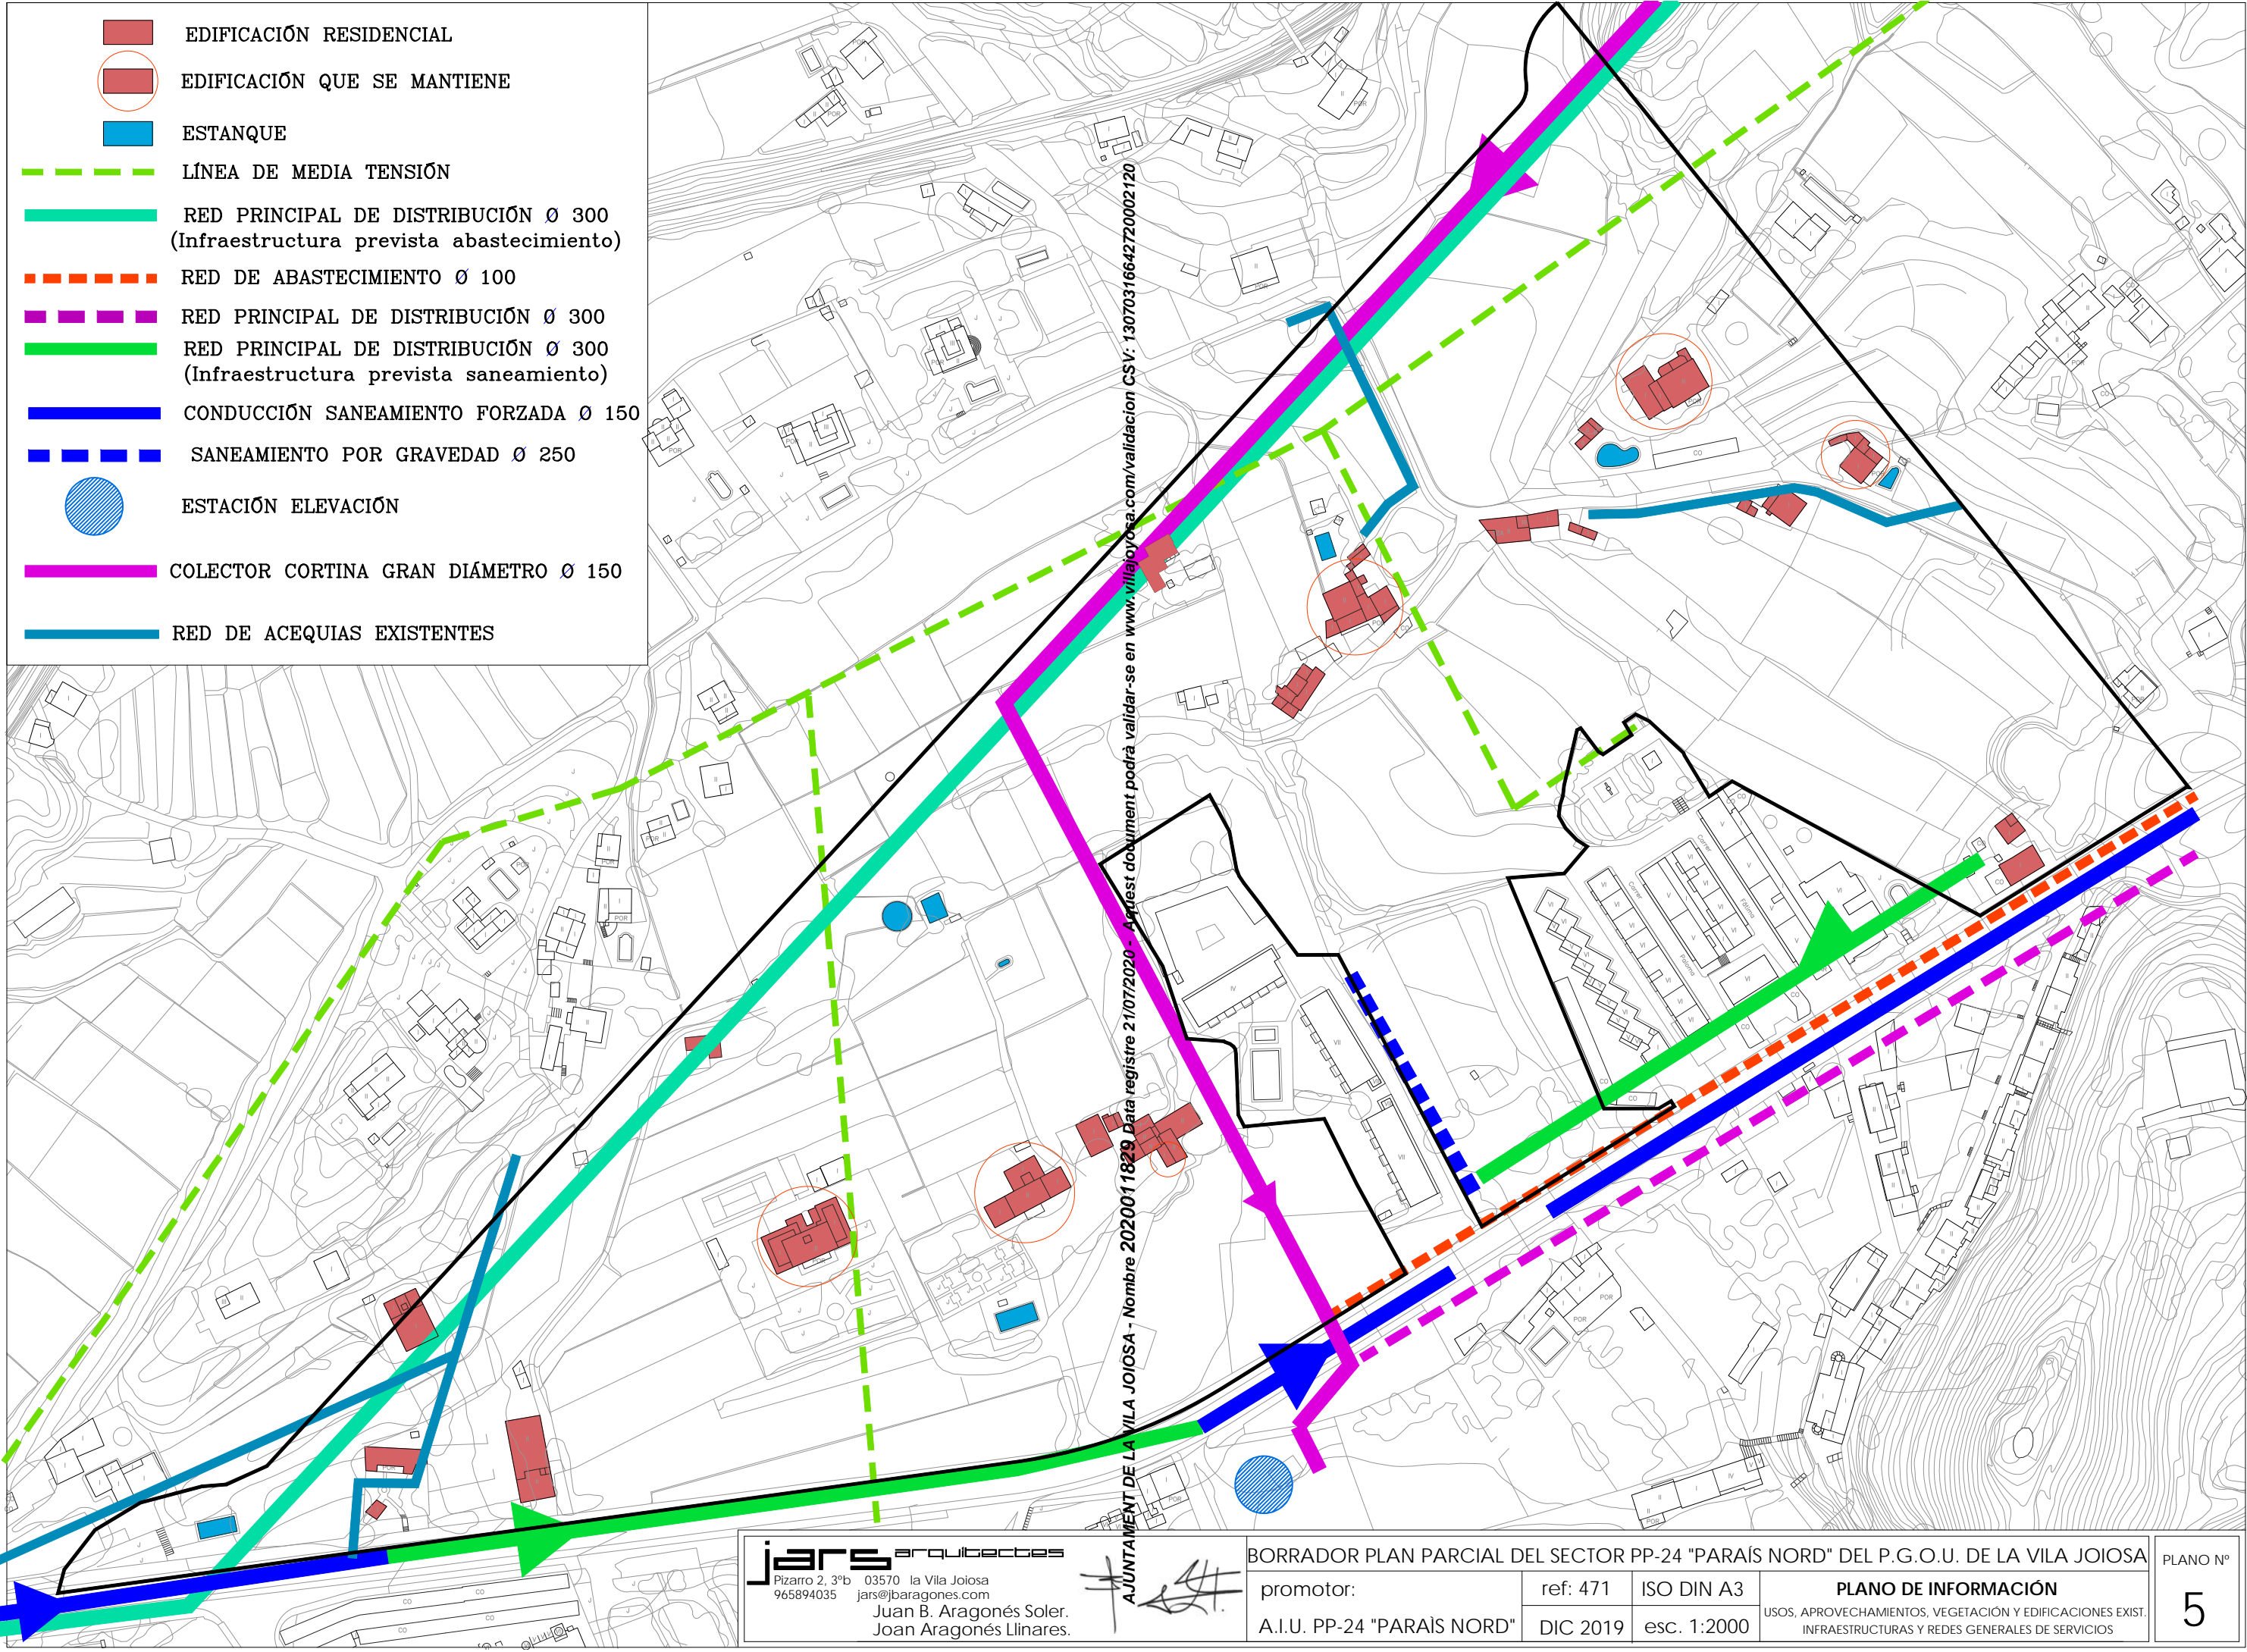 EDIFICACIÓN RESIDENCIAL
EDIFICACIÓN QUE SE MANTIENE
ESTANQUE
LÍNEA DE MEDIA TENSIÓN
RED PRINCIPAL DE DISTRIBUCIÓN Ø 300
(Infraestructura prevista abastecimiento)
RED DE ABASTECIMIENTO Ø 100
RED PRINCIPAL DE DISTRIBUCIÓN Ø 300
RED PRINCIPAL DE DISTRIBUCIÓN Ø 300
(Infraestructura prevista saneamiento)
CONDUCCIÓN SANEAMIENTO FORZADA Ø 150
SANEAMIENTO POR GRAVEDAD Ø 250
ESTACIÓN ELEVACIÓN
COLECTOR CORTINA GRAN DIÁMETRO Ø 150
RED DE ACEQUIAS EXISTENTES
AJUNTAMENT DE LA VILA JOIOSA - Nombre 2020011829 Data registre 21/07/2020 - Aquest document podrà validar-se en www.villajoyosa.com/validacion CSV: 13070316642720002120
jars arquitectes
Pizarro 2, 3ºb 03570 la Vila Joiosa
965894035 jars@jbaragones.com
Juan B. Aragonés Soler.
Joan Aragonés Llinares.
BORRADOR PLAN PARCIAL DEL SECTOR PP-24 "PARAÍS NORD" DEL P.G.O.U. DE LA VILA JOIOSA
promotor:
A.I.U. PP-24 "PARAÌS NORD"
ref: 471
DIC 2019
ISO DIN A3
esc. 1:2000
PLANO DE INFORMACIÓN
USOS, APROVECHAMIENTOS, VEGETACIÓN Y EDIFICACIONES EXIST.
INFRAESTRUCTURAS Y REDES GENERALES DE SERVICIOS
PLANO Nº
5